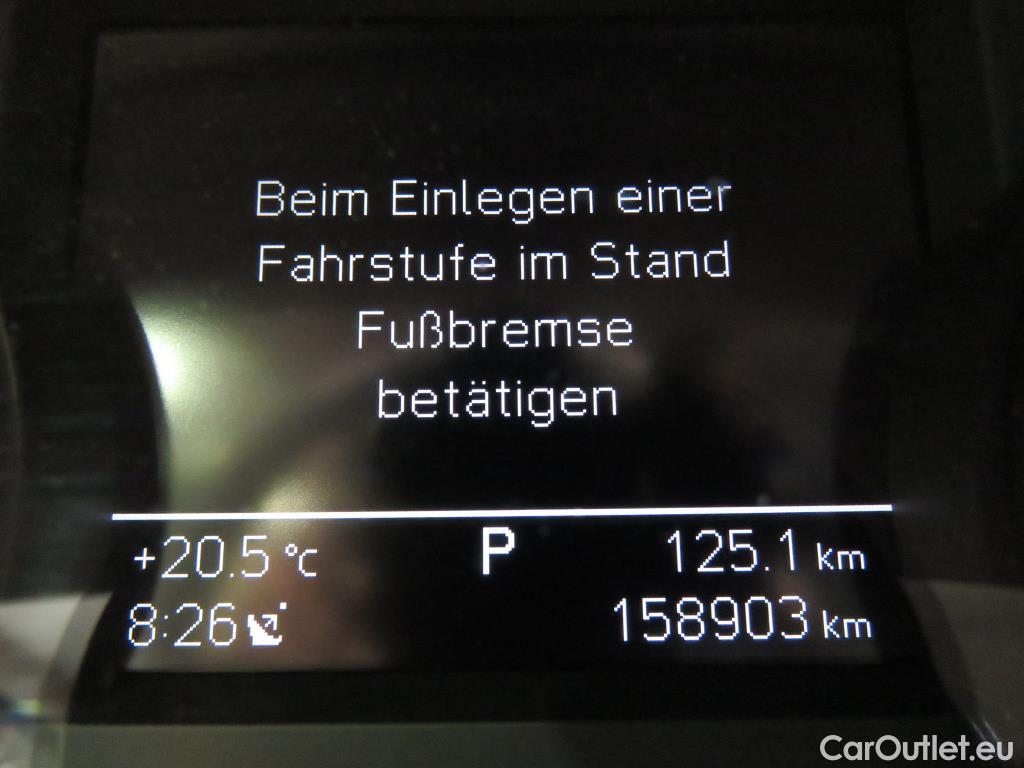 Beim Einlegen einer
Fahrstufe im Stand
Fußbremse
betätigen
+20.5 °C P 125.1 km
8:26 158903 km
CarOutlet.eu